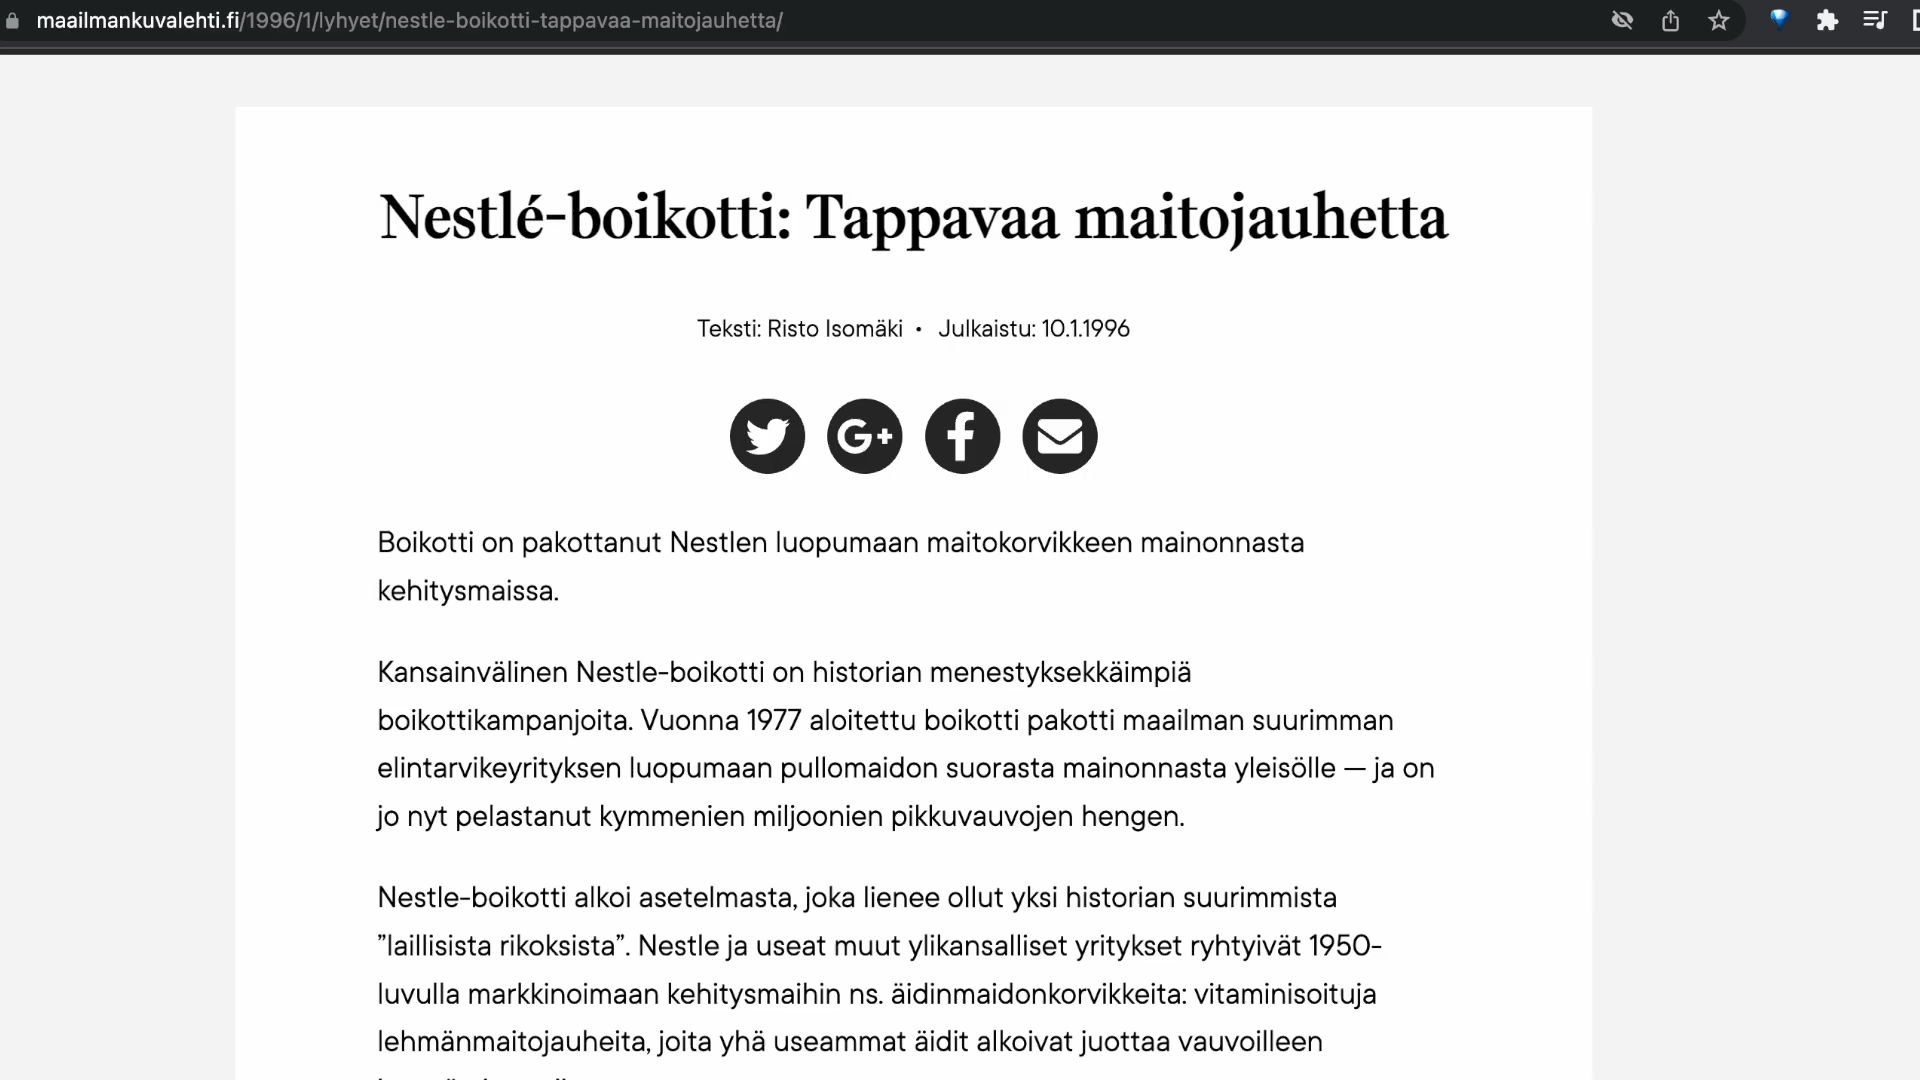 maailmankuvalehti.fi/1996/1/lyhyet/nestle-boikotti-tappavaa-maitojauhetta/
Nestlé-boikotti: Tappavaa maitojauhetta
Teksti: Risto Isomäki • Julkaistu: 10.1.1996
G+
Boikotti on pakottanut Nestlen luopumaan maitokorvikkeen mainonnasta
kehitysmaissa.
Kansainvälinen Nestle-boikotti on historian menestyksekkäimpiä
boikottikampanjoita. Vuonna 1977 aloitettu boikotti pakotti maailman suurimman
elintarvikeyrityksen luopumaan pullomaidon suorasta mainonnasta yleisölle — ja on
jo nyt pelastanut kymmenien miljoonien pikkuvauvojen hengen.
Nestle-boikotti alkoi asetelmasta, joka lienee ollut yksi historian suurimmista
”laillisista rikoksista”. Nestle ja useat muut ylikansalliset yritykset ryhtyivät 1950-
luvulla markkinoimaan kehitysmaihin ns. äidinmaidonkorvikkeita: vitaminisoituja
lehmänmaitojauheita, joita yhä useammat äidit alkoivat juottaa vauvoilleen